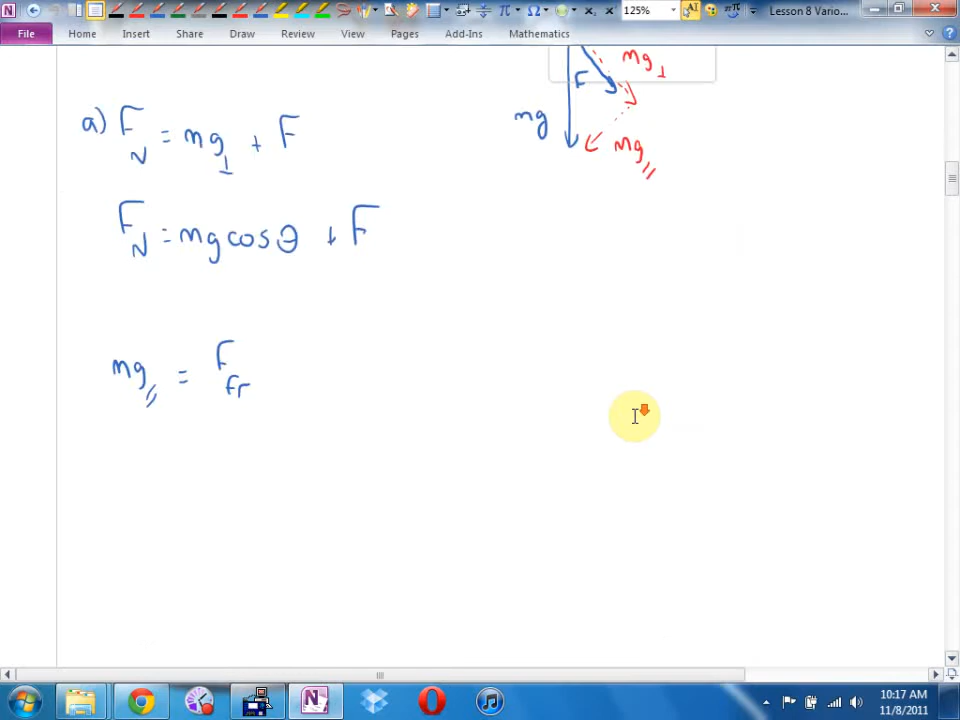 125%
Lesson 8 Vario...
File Home Insert Share Draw Review View Pages Add-Ins Mathematics
mg⊥
F
mg
mg//
a) F_N = mg⊥ + F
F_N = mg cos θ + F
mg// = F_fr
10:17 AM
11/8/2011